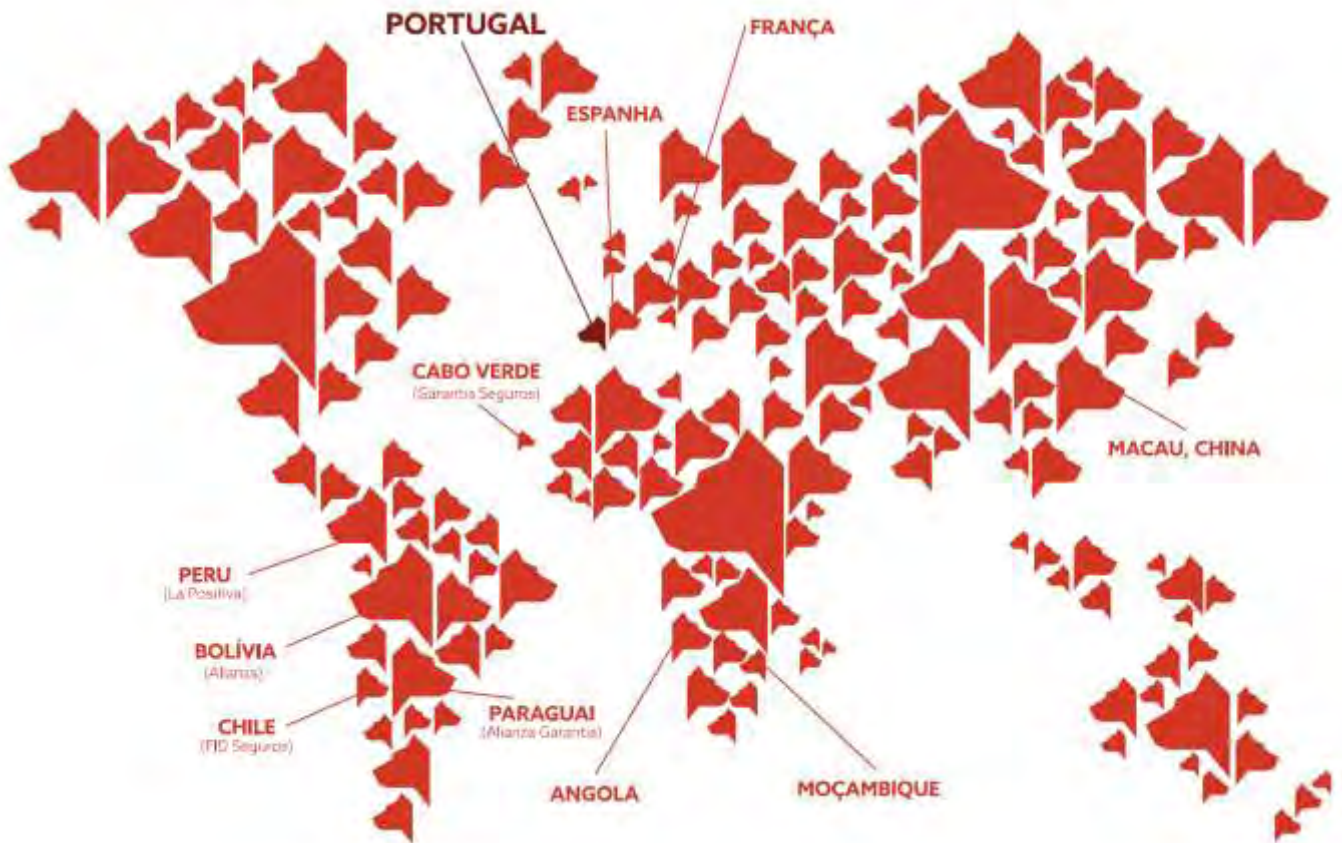 PORTUGAL
FRANÇA
ESPANHA
CABO VERDE
(Garantia Seguros)
MACAU, CHINA
PERU
(La Positiva)
BOLÍVIA
(Alianza)
CHILE
(FID Seguros)
PARAGUAI
(Alianza Garantia)
ANGOLA
MOÇAMBIQUE